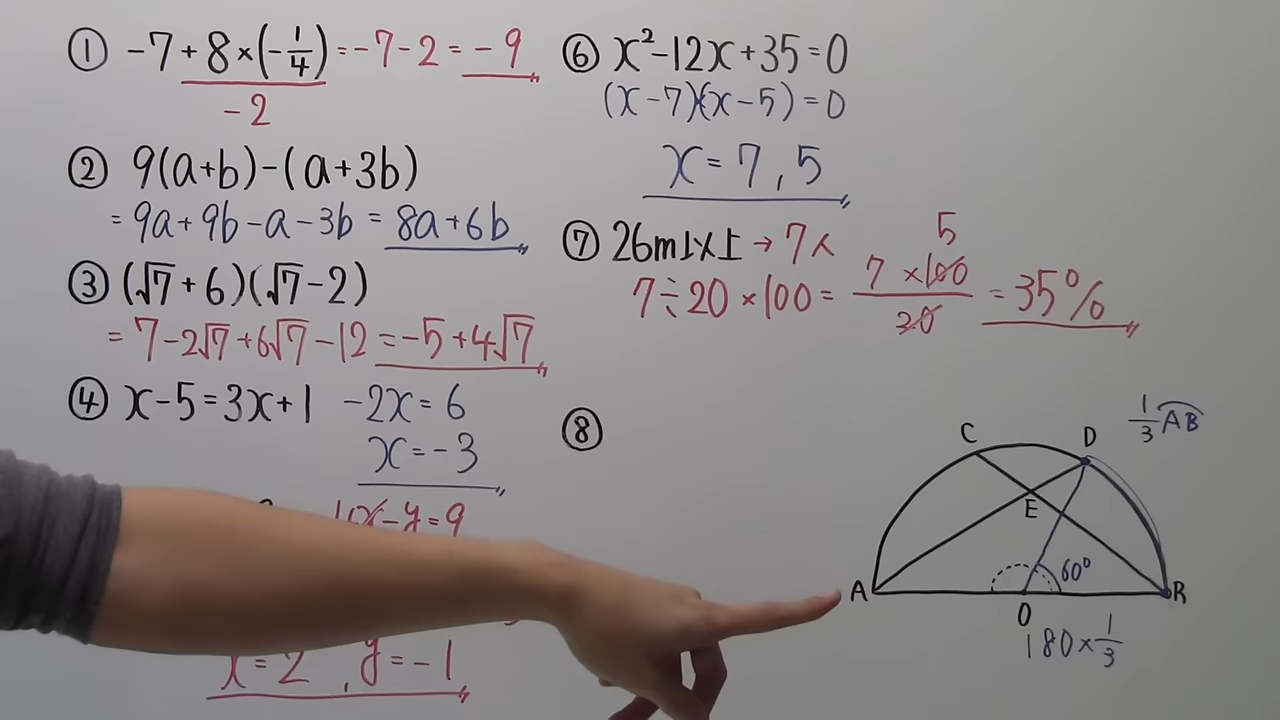 ① -7+8×(-1/4)=-7-2=-9
-2
② 9(a+b)-(a+3b)
=9a+9b-a-3b=8a+6b
③ (√7+6)(√7-2)
=7-2√7+6√7-12=-5+4√7
④ x-5=3x+1 -2x=6
x=-3
10x-y=9
x=2,y=-1
⑥ x²-12x+35=0
(x-7)(x-5)=0
x=7,5
⑦ 26m以上→7人
7÷20×100=7×100/20=35%
5
⑧
1/3 AB
C D
E
60°
A B
O
180×1/3